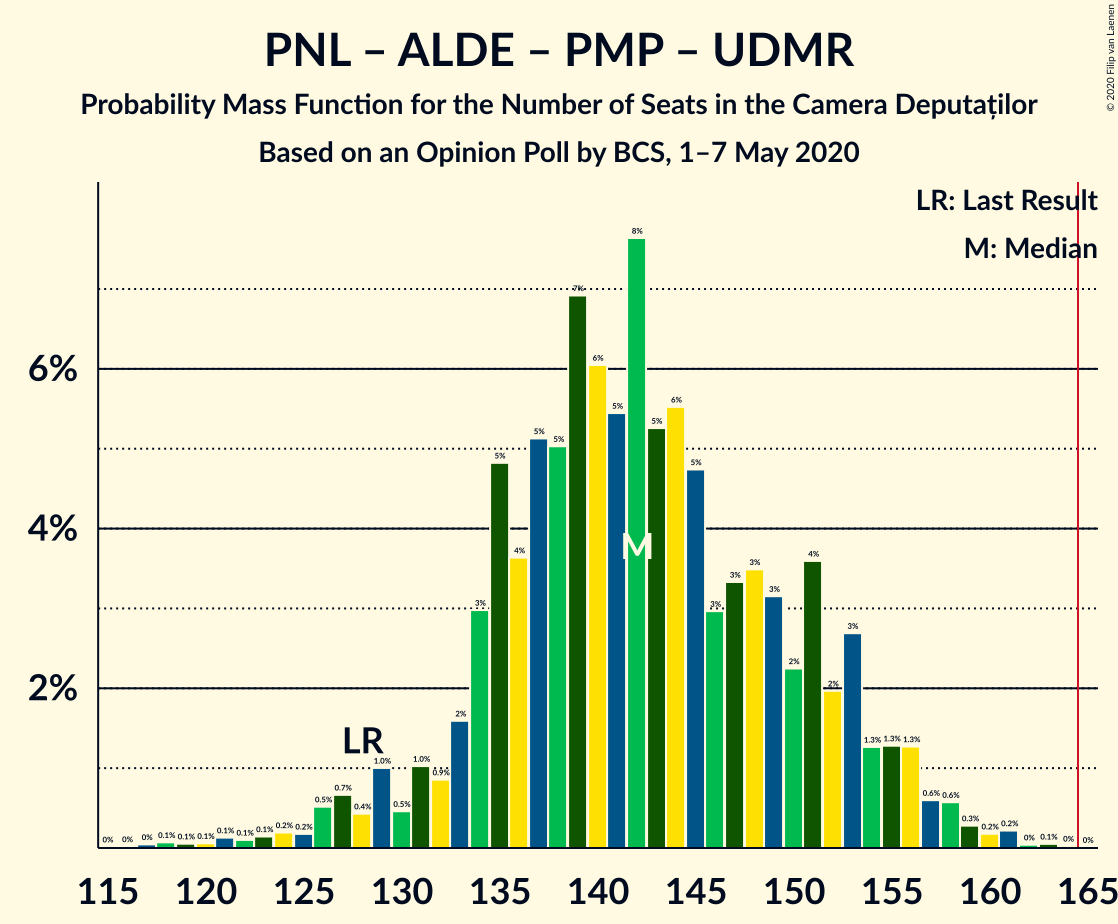 PNL – ALDE – PMP – UDMR
Probability Mass Function for the Number of Seats in the Camera Deputaților
Based on an Opinion Poll by BCS, 1–7 May 2020
© 2020 Filip van Laenen
LR: Last Result
M: Median
6%
4%
2%
0% 0% 0% 0.1% 0.1% 0.1% 0.1% 0.1% 0.1% 0.2% 0.2% 0.5% 0.7% 0.4% 1.0% 0.5% 1.0% 0.9% 2% 3% 5% 4% 5% 5% 7% 6% 5% 8% 5% 6% 5% 3% 3% 3% 3% 2% 4% 2% 3% 1.3% 1.3% 1.3% 0.6% 0.6% 0.3% 0.2% 0.2% 0% 0.1% 0% 0%
LR
M
115 120 125 130 135 140 145 150 155 160 165